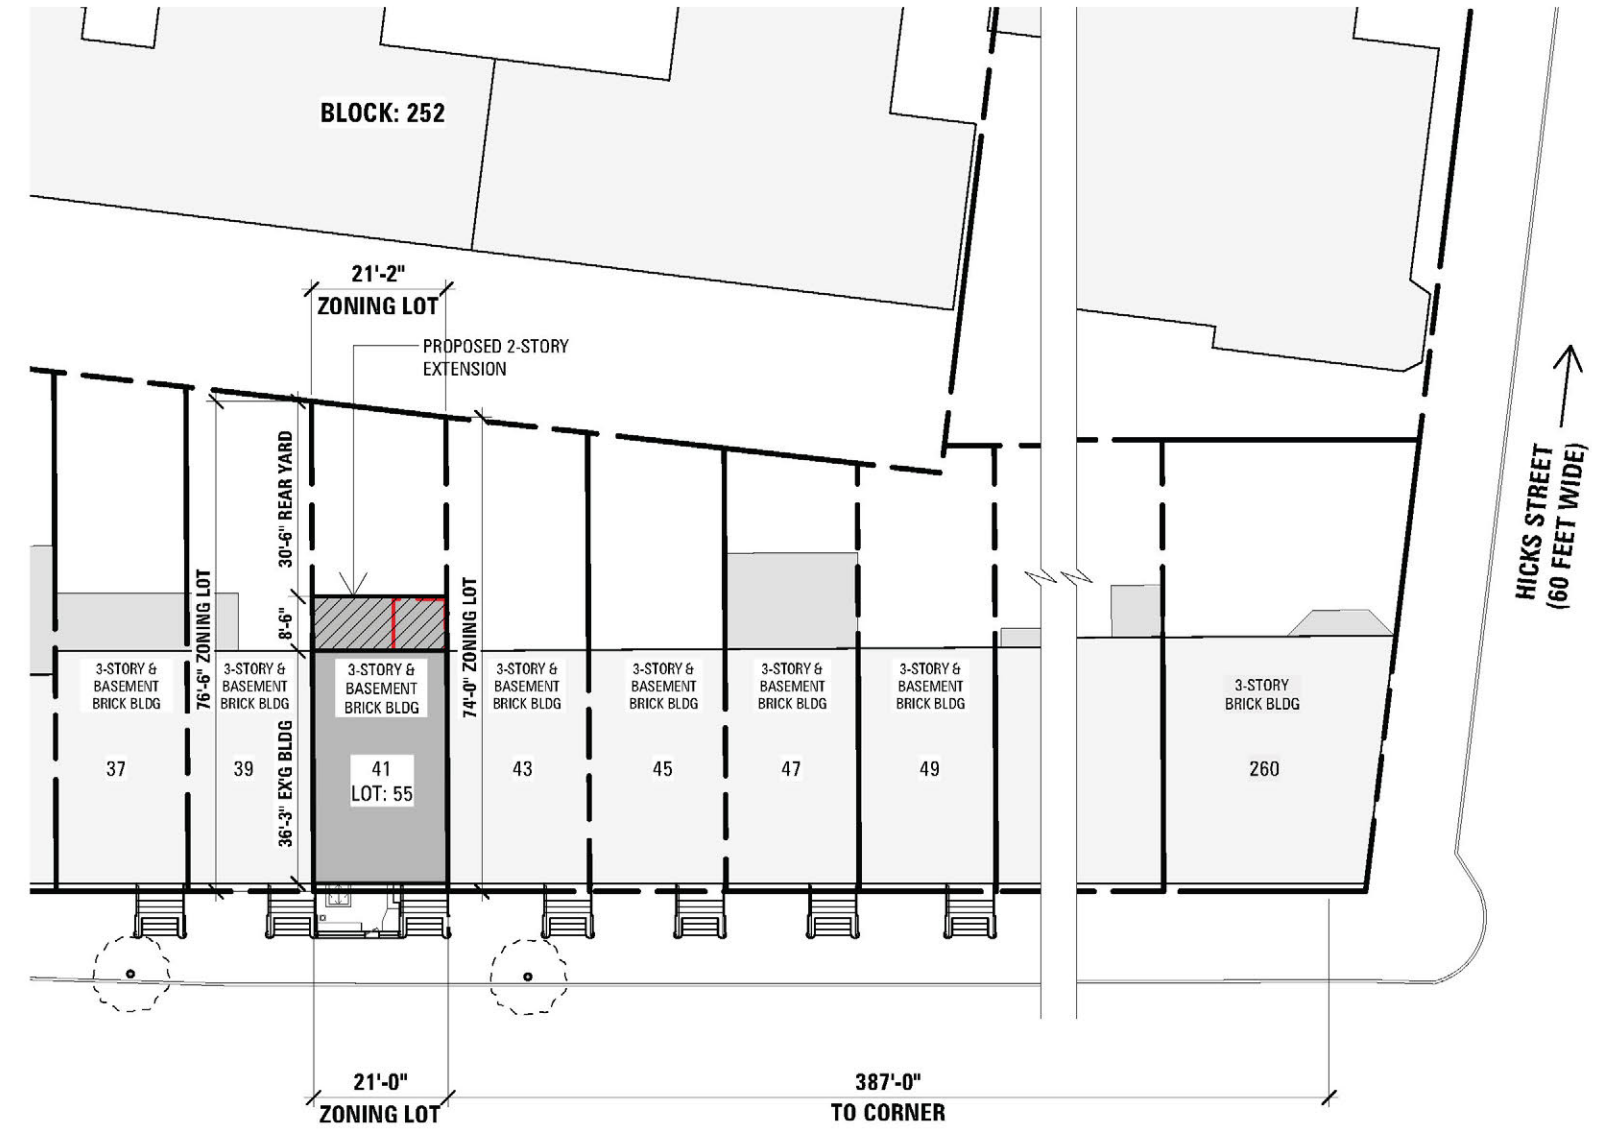 BLOCK: 252
21'-2"
ZONING LOT
PROPOSED 2-STORY
EXTENSION
30'-6" REAR YARD
8'-6"
36'-3" EX'G BLDG
76'-6" ZONING LOT
74'-0" ZONING LOT
HICKS STREET
(60 FEET WIDE)
3-STORY &
BASEMENT
BRICK BLDG
37
3-STORY &
BASEMENT
BRICK BLDG
39
3-STORY &
BASEMENT
BRICK BLDG
41
LOT: 55
3-STORY &
BASEMENT
BRICK BLDG
43
3-STORY &
BASEMENT
BRICK BLDG
45
3-STORY &
BASEMENT
BRICK BLDG
47
3-STORY &
BASEMENT
BRICK BLDG
49
3-STORY
BRICK BLDG
260
21'-0"
ZONING LOT
387'-0"
TO CORNER